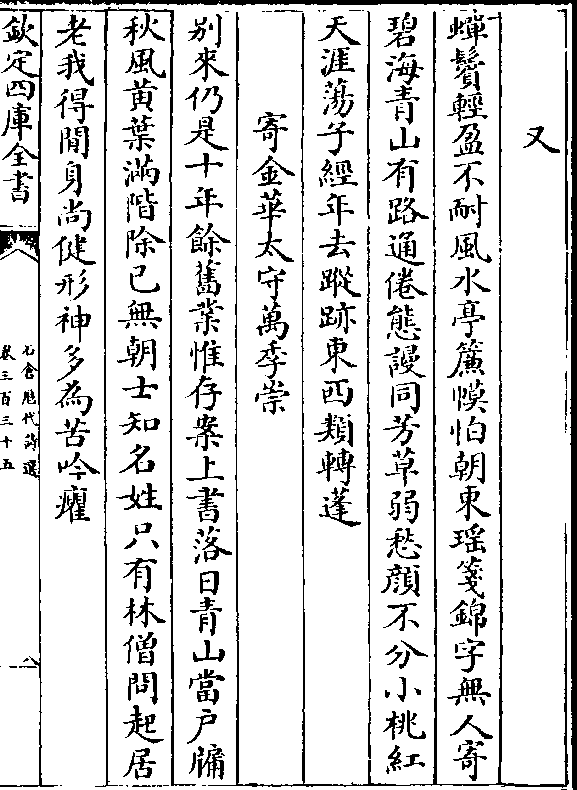 又
蟬鬢輕盈不耐風水亭簾幙怕朝東瑶箋錦字無人寄
碧海青山有路通倦態謾同芳草弱愁顔不分小桃紅
天涯蕩子經年去蹤跡東西類轉蓬
寄金華太守萬季崇
别來仍是十年餘舊業惟存案上書落日青山當户牖
秋風黄葉滿階除已無朝士知名姓只有林僧問起居
老我得閒身尚健形神多為苦吟癯
欽定四庫全書
石倉歴代詩選
卷三百三十五